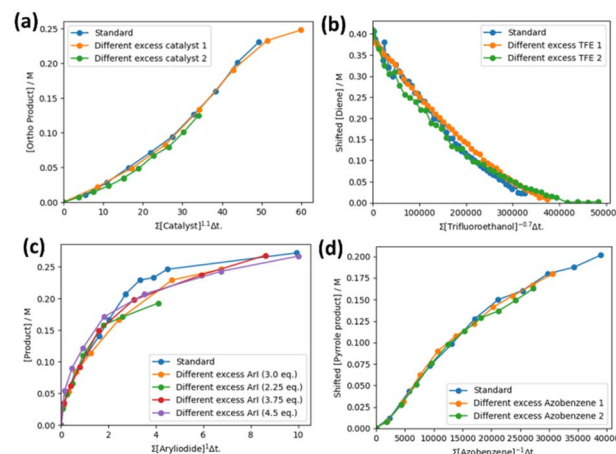 (a)
Standard
Different excess catalyst 1
Different excess catalyst 2
[Ortho Product] / M
0.25
0.20
0.15
0.10
0.05
0.00
0 10 20 30 40 50 60
Σ[Catalyst]^1.1Δt.
(b)
Standard
Different excess TFE 1
Different excess TFE 2
Shifted [Diene] / M
0.40
0.35
0.30
0.25
0.20
0.15
0.10
0.05
0.00
0 100000 200000 300000 400000 50000
Σ[Trifluoroethanol]^−0.7Δt.
(c)
Standard
Different excess ArI (3.0 eq.)
Different excess ArI (2.25 eq.)
Different excess ArI (3.75 eq.)
Different excess ArI (4.5 eq.)
[Product] / M
0.25
0.20
0.15
0.10
0.05
0.00
0 2 4 6 8 10
Σ[Aryliodide]^1Δt.
(d)
Standard
Different excess Azobenzene 1
Different excess Azobenzene 2
Shifted [Pyrrole product] / M
0.200
0.175
0.150
0.125
0.100
0.075
0.050
0.025
0.000
0 5000 10000 15000 20000 25000 30000 35000 40000
Σ[Azobenzene]^−1Δt.